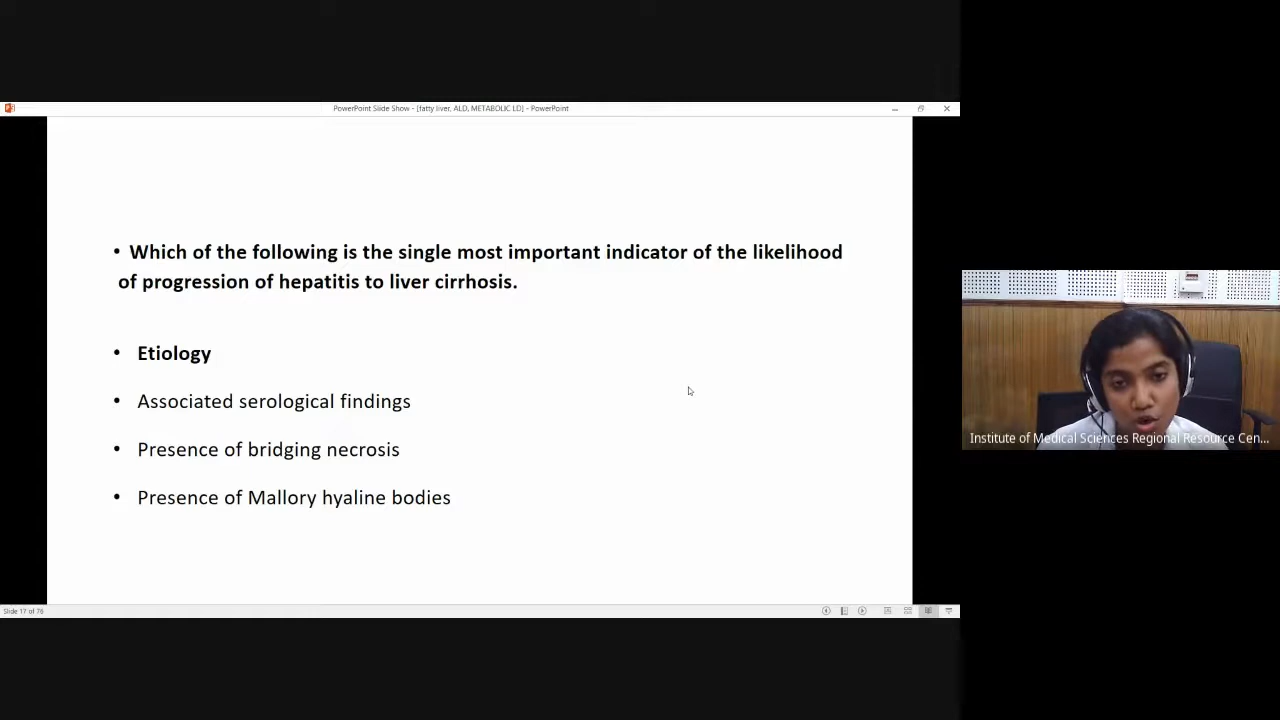 PowerPoint Slide Show - [fatty liver, ALD, METABOLIC LD] - PowerPoint
• Which of the following is the single most important indicator of the likelihood
of progression of hepatitis to liver cirrhosis.
• Etiology
• Associated serological findings
• Presence of bridging necrosis
• Presence of Mallory hyaline bodies
Institute of Medical Sciences Regional Resource Cen...
Slide 17 of 76